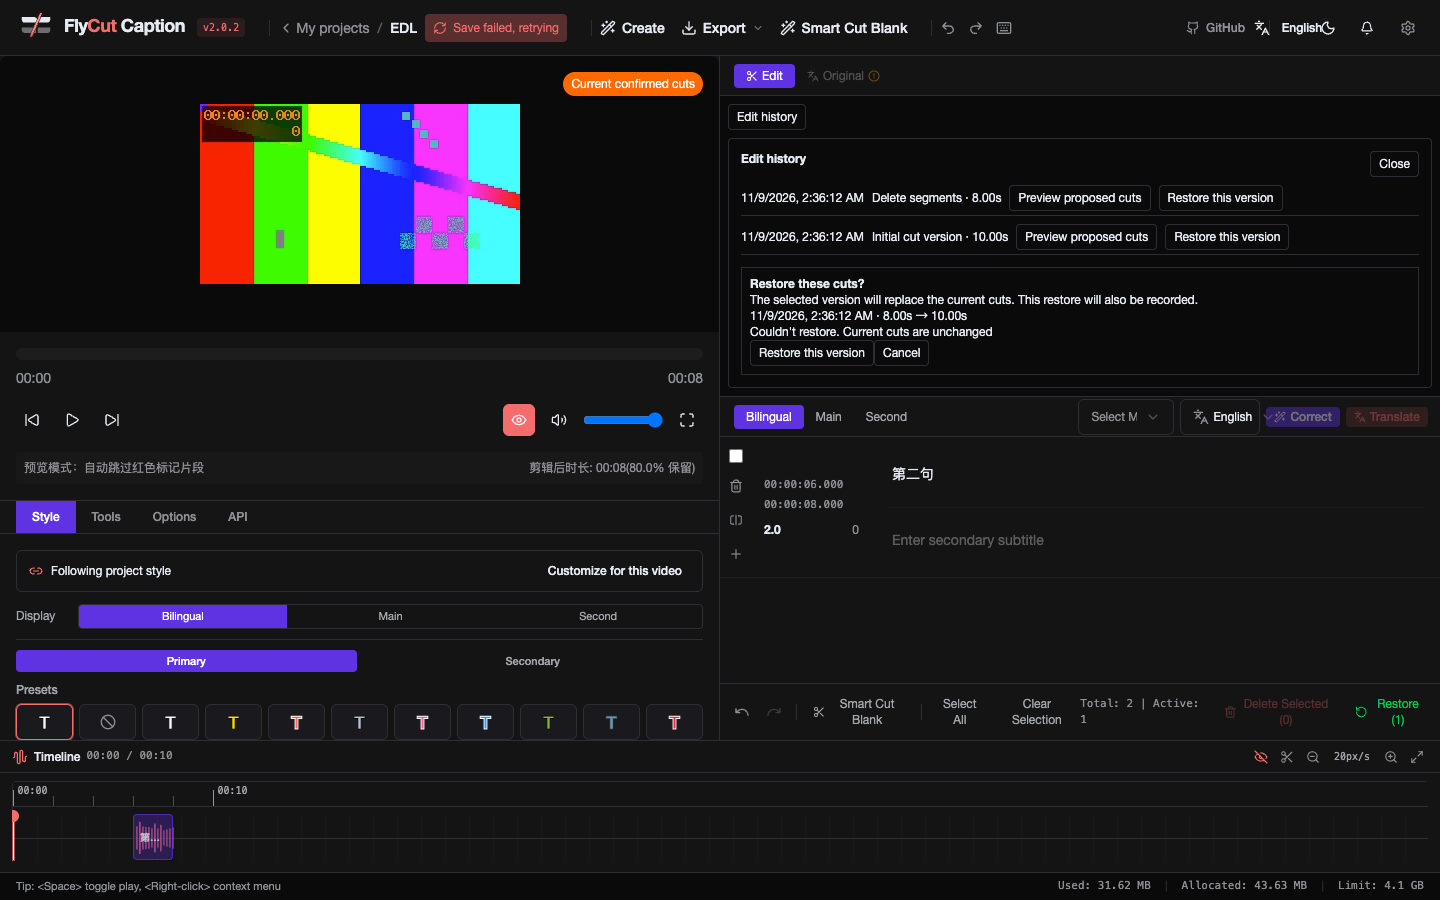 FlyCut Caption v2.0.2
My projects / EDL
Save failed, retrying
Create
Export
Smart Cut Blank
GitHub
English
Current confirmed cuts
00:00:00.000
0
00:00
00:08
预览模式：自动跳过红色标记片段
剪辑后时长: 00:08(80.0% 保留)
Style
Tools
Options
API
Following project style
Customize for this video
Display
Bilingual
Main
Second
Primary
Secondary
Presets
T
T
T
T
T
T
T
T
T
T
Edit
Original
Edit history
Edit history
Close
11/9/2026, 2:36:12 AM Delete segments · 8.00s
Preview proposed cuts
Restore this version
11/9/2026, 2:36:12 AM Initial cut version · 10.00s
Preview proposed cuts
Restore this version
Restore these cuts?
The selected version will replace the current cuts. This restore will also be recorded.
11/9/2026, 2:36:12 AM · 8.00s → 10.00s
Couldn't restore. Current cuts are unchanged
Restore this version
Cancel
Bilingual
Main
Second
Select M
English
Correct
Translate
00:00:06.000
00:00:08.000
2.0
0
第二句
Enter secondary subtitle
Smart Cut
Blank
Select
All
Clear
Selection
Total: 2 | Active:
1
Delete Selected
(0)
Restore
(1)
Timeline
00:00 / 00:10
20px/s
00:00
00:10
Tip: <Space> toggle play, <Right-click> context menu
Used: 31.62 MB | Allocated: 43.63 MB | Limit: 4.1 GB